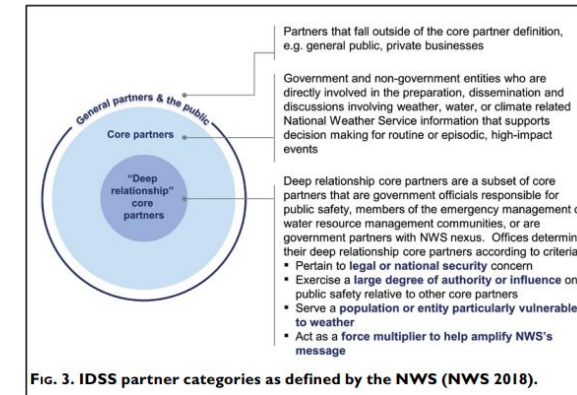 Partners that fall outside of the core partner definition,
e.g. general public, private businesses
General partners & the public
Government and non-government entities who are
directly involved in the preparation, dissemination and
discussions involving weather, water, or climate related
National Weather Service information that supports
decision making for routine or episodic, high-impact
events
Core partners
"Deep
relationship"
core
partners
Deep relationship core partners are a subset of core
partners that are government officials responsible for
public safety, members of the emergency management o
water resource management communities, or are
government partners with NWS nexus. Offices determin
their deep relationship core partners according to criteria
▪ Pertain to legal or national security concern
▪ Exercise a large degree of authority or influence on
public safety relative to other core partners
▪ Serve a population or entity particularly vulnerable
to weather
▪ Act as a force multiplier to help amplify NWS's
message
FIG. 3. IDSS partner categories as defined by the NWS (NWS 2018).